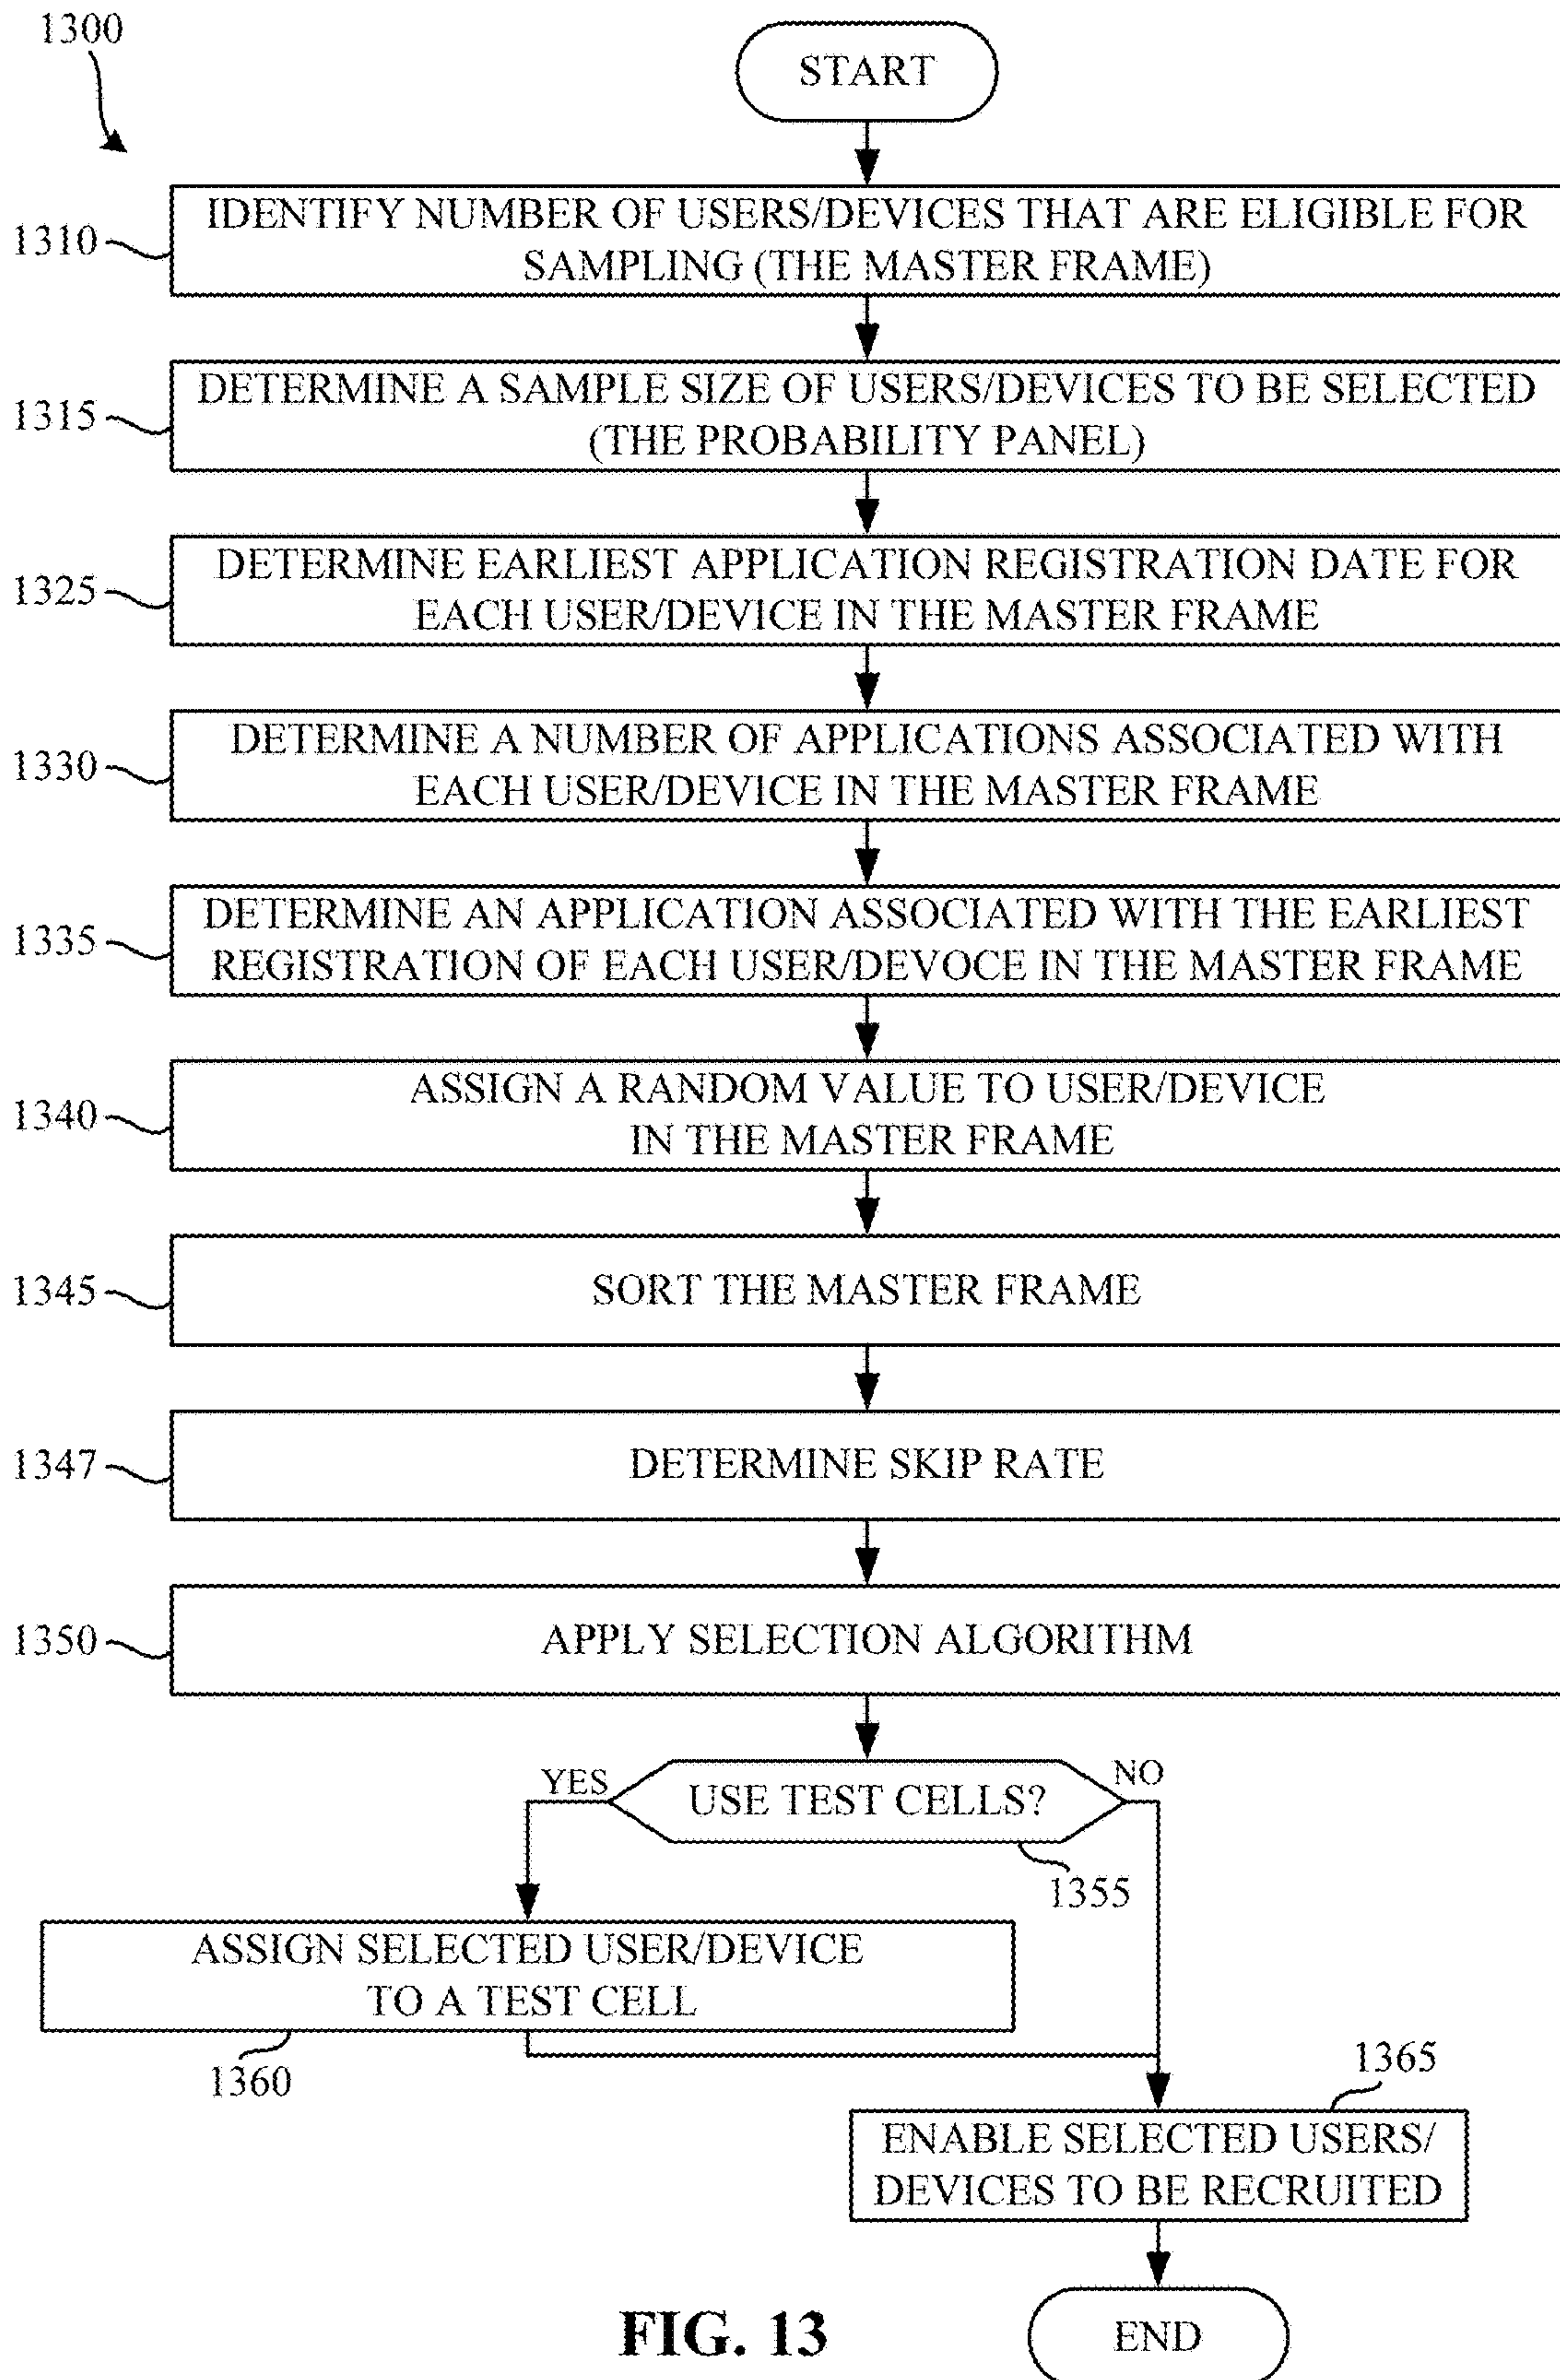 1300
START
1310
IDENTIFY NUMBER OF USERS/DEVICES THAT ARE ELIGIBLE FOR
SAMPLING (THE MASTER FRAME)
1315
DETERMINE A SAMPLE SIZE OF USERS/DEVICES TO BE SELECTED
(THE PROBABILITY PANEL)
1325
DETERMINE EARLIEST APPLICATION REGISTRATION DATE FOR
EACH USER/DEVICE IN THE MASTER FRAME
1330
DETERMINE A NUMBER OF APPLICATIONS ASSOCIATED WITH
EACH USER/DEVICE IN THE MASTER FRAME
1335
DETERMINE AN APPLICATION ASSOCIATED WITH THE EARLIEST
REGISTRATION OF EACH USER/DEVOCE IN THE MASTER FRAME
1340
ASSIGN A RANDOM VALUE TO USER/DEVICE
IN THE MASTER FRAME
1345
SORT THE MASTER FRAME
1347
DETERMINE SKIP RATE
1350
APPLY SELECTION ALGORITHM
YES
USE TEST CELLS?
NO
1355
ASSIGN SELECTED USER/DEVICE
TO A TEST CELL
1360
1365
ENABLE SELECTED USERS/
DEVICES TO BE RECRUITED
END
FIG. 13